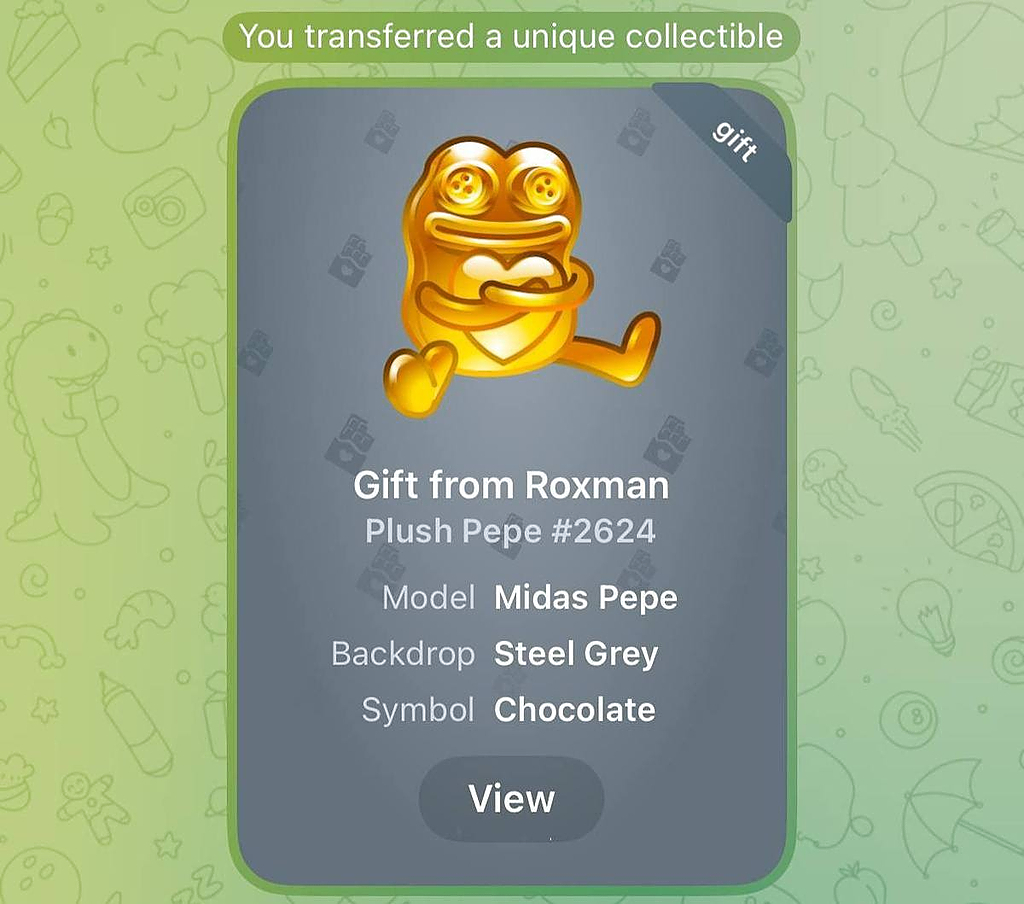 You transferred a unique collectible
gift
Gift from Roxman
Plush Pepe #2624
Model Midas Pepe
Backdrop Steel Grey
Symbol Chocolate
View
8